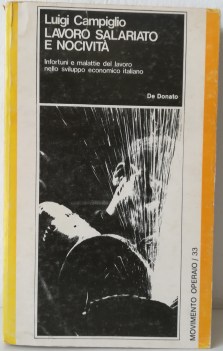 Luigi Campiglio
LAVORO SALARIATO
E NOCIVITÀ
Infortuni e malattie del lavoro
nello sviluppo economico italiano
De Donato
MOVIMENTO OPERAIO / 33